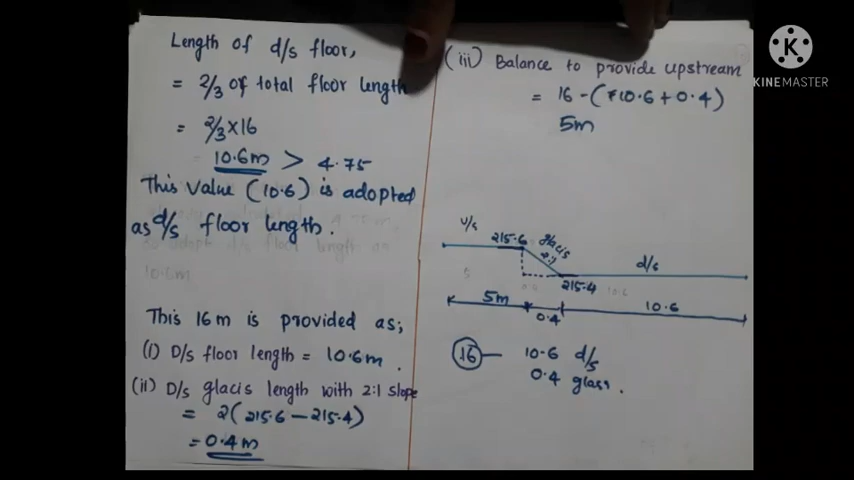 Length of d/s floor,
= 2/3 of total floor length
= 2/3 x 16
10.6m > 4.75
This value (10.6) is adopted
as d/s floor length.
This 16m is provided as;
(i) D/s floor length = 10.6m.
(ii) D/s glacis length with 2:1 slope
= 2(215.6 - 215.4)
= 0.4m
(iii) Balance to provide upstream
= 16 - (10.6 + 0.4)
5m
u/s
215.6
glacis
2:1
d/s
215.4
5m
0.4
10.6
16 — 10.6 d/s
0.4 glass.
K
KINEMASTER